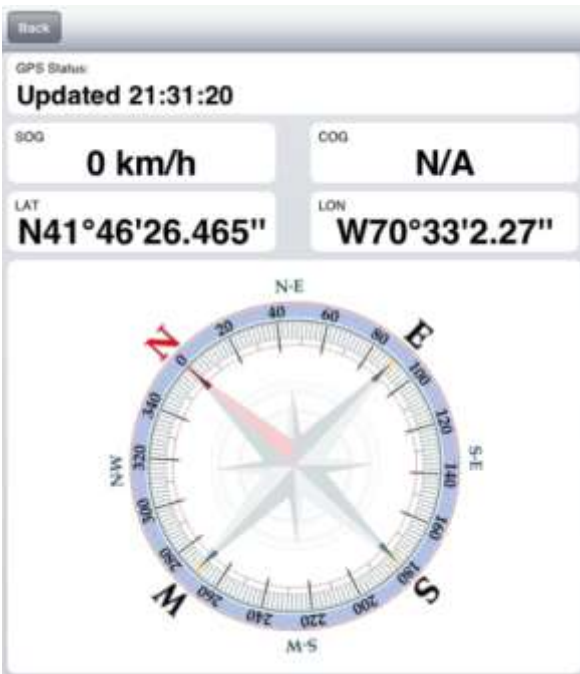 Back
GPS Status:
Updated 21:31:20
SOG
0 km/h
COG
N/A
LAT
N41°46'26.465"
LON
W70°33'2.27"
N-E
N
E
0
20
40
60
80
100
120
140
160
180
200
220
240
260
280
300
320
340
S-E
M-N
W
S
M-S